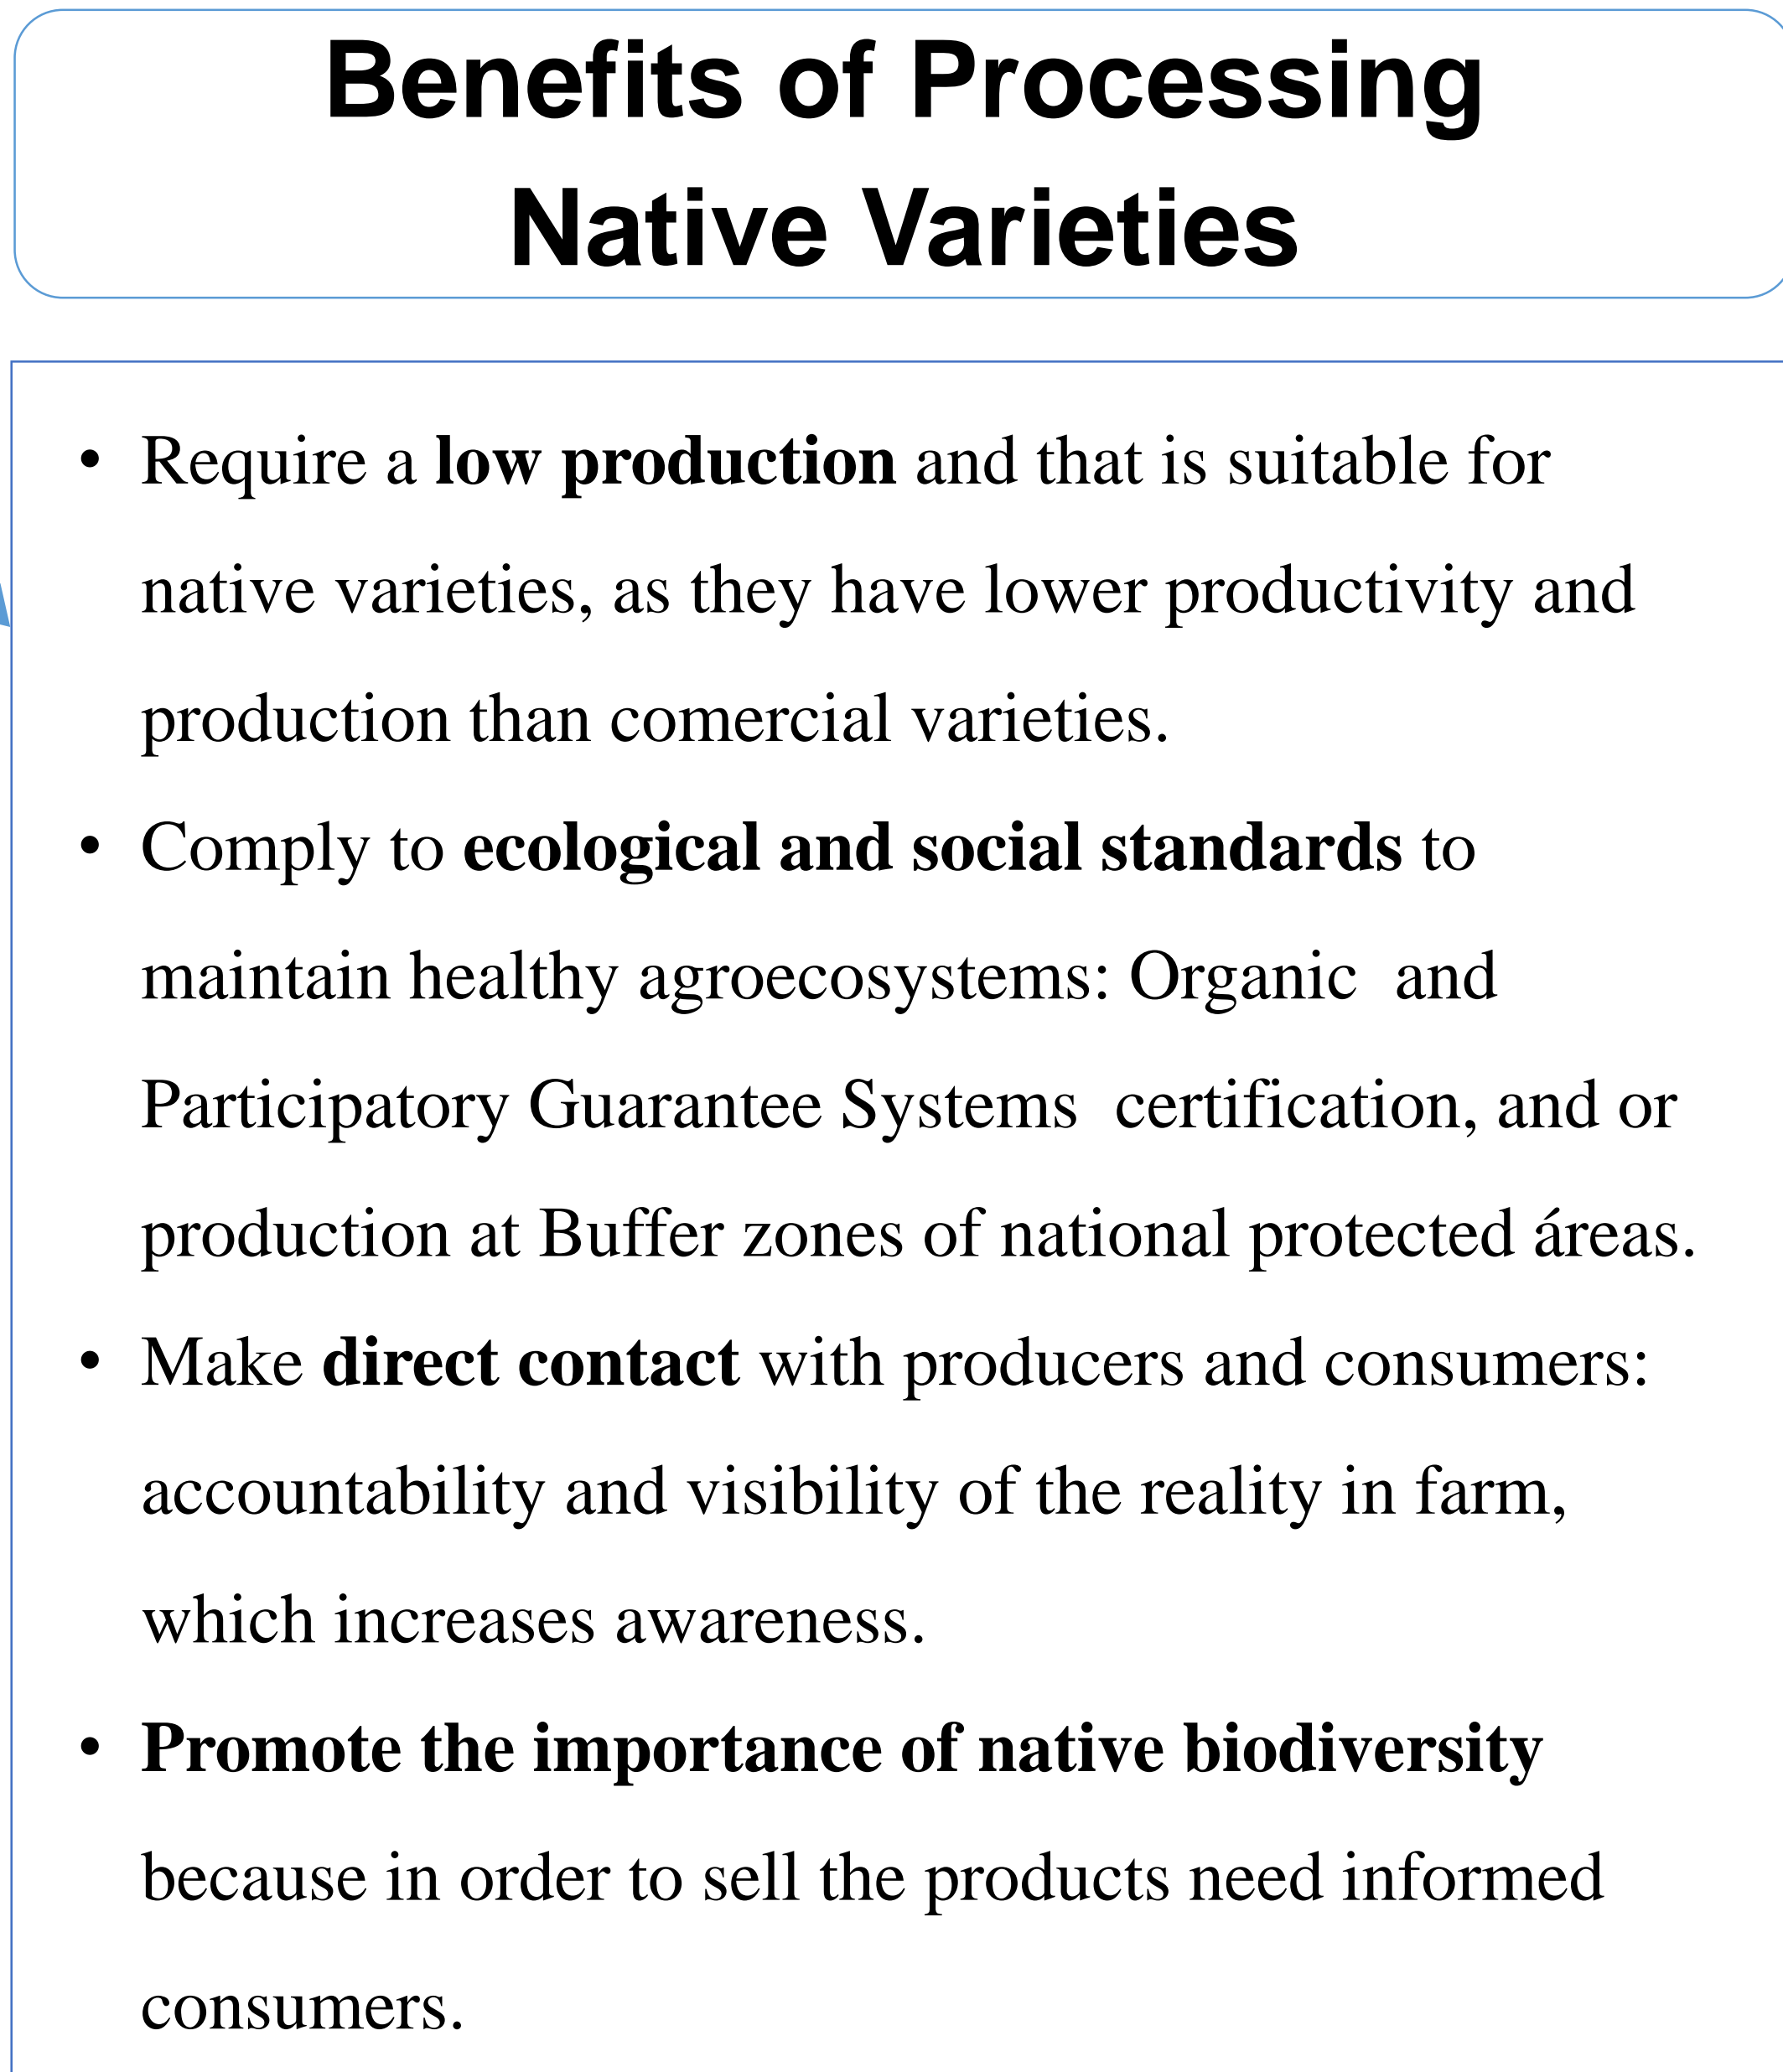 Benefits of Processing
Native Varieties
• Require a low production and that is suitable for
native varieties, as they have lower productivity and
production than comercial varieties.
• Comply to ecological and social standards to
maintain healthy agroecosystems: Organic  and
Participatory Guarantee Systems  certification, and or
production at Buffer zones of national protected áreas.
• Make direct contact with producers and consumers:
accountability and visibility of the reality in farm,
which increases awareness.
• Promote the importance of native biodiversity
because in order to sell the products need informed
consumers.